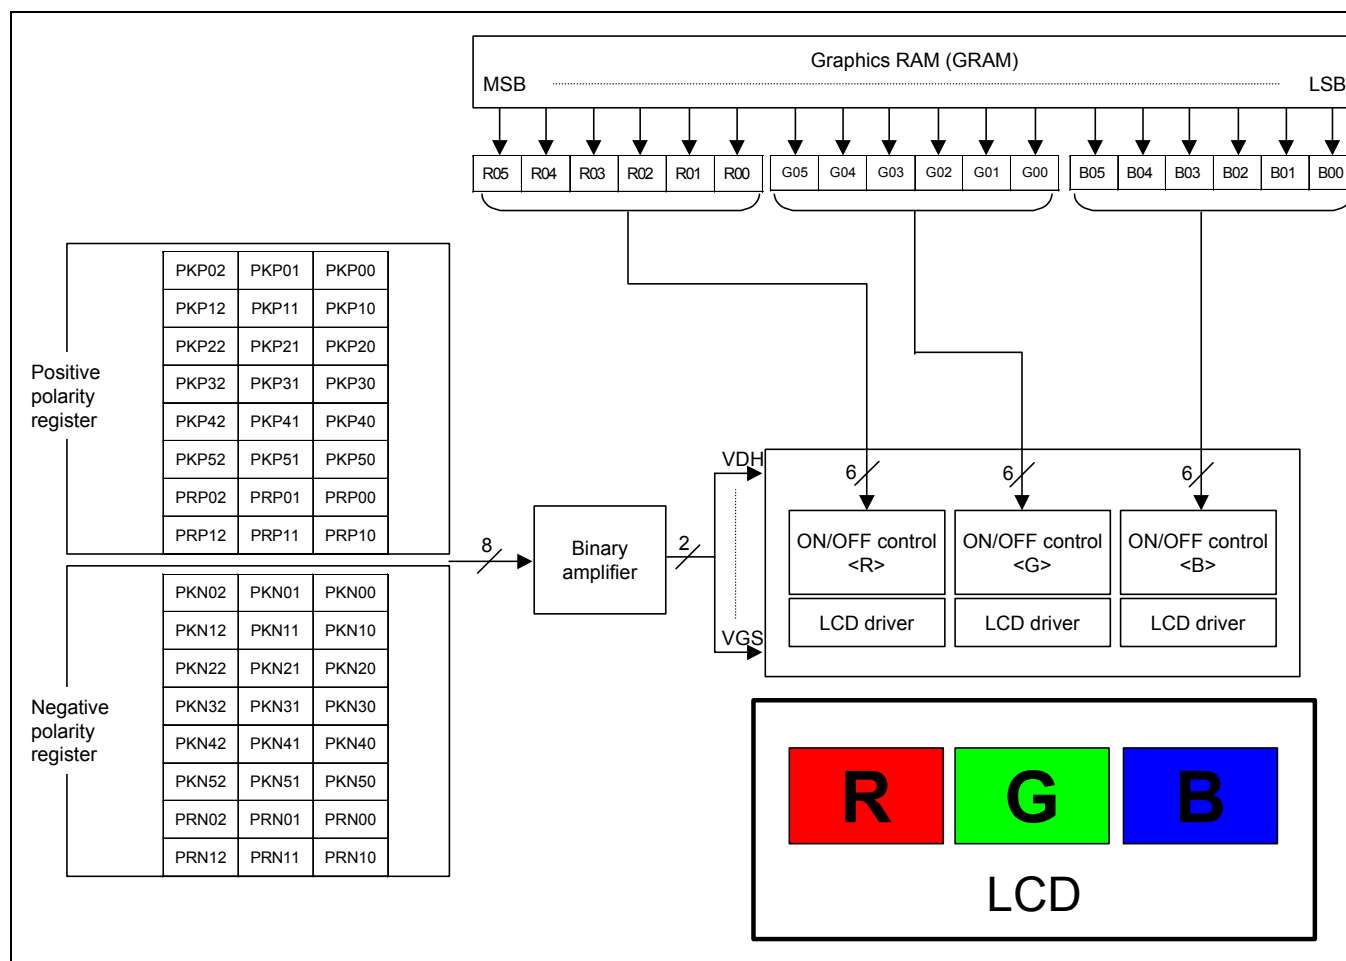 Graphics RAM (GRAM)
MSB LSB
R05 R04 R03 R02 R01 R00 G05 G04 G03 G02 G01 G00 B05 B04 B03 B02 B01 B00
Positive
polarity
register
PKP02 PKP01 PKP00
PKP12 PKP11 PKP10
PKP22 PKP21 PKP20
PKP32 PKP31 PKP30
PKP42 PKP41 PKP40
PKP52 PKP51 PKP50
PRP02 PRP01 PRP00
PRP12 PRP11 PRP10
Negative
polarity
register
PKN02 PKN01 PKN00
PKN12 PKN11 PKN10
PKN22 PKN21 PKN20
PKN32 PKN31 PKN30
PKN42 PKN41 PKN40
PKN52 PKN51 PKN50
PRN02 PRN01 PRN00
PRN12 PRN11 PRN10
8
Binary
amplifier
2
VDH
VGS
6 6 6
ON/OFF control
<R>
ON/OFF control
<G>
ON/OFF control
<B>
LCD driver LCD driver LCD driver
R G B
LCD